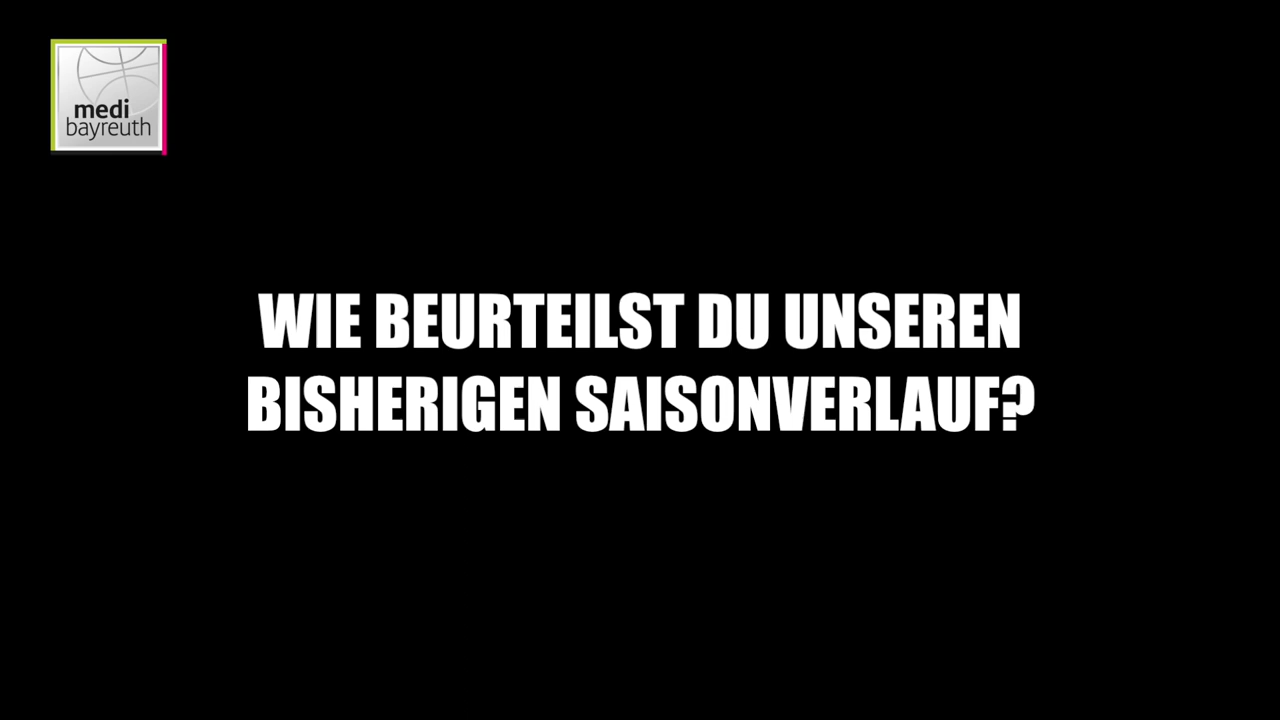 medi
bayreuth
WIE BEURTEILST DU UNSEREN
BISHERIGEN SAISONVERLAUF?